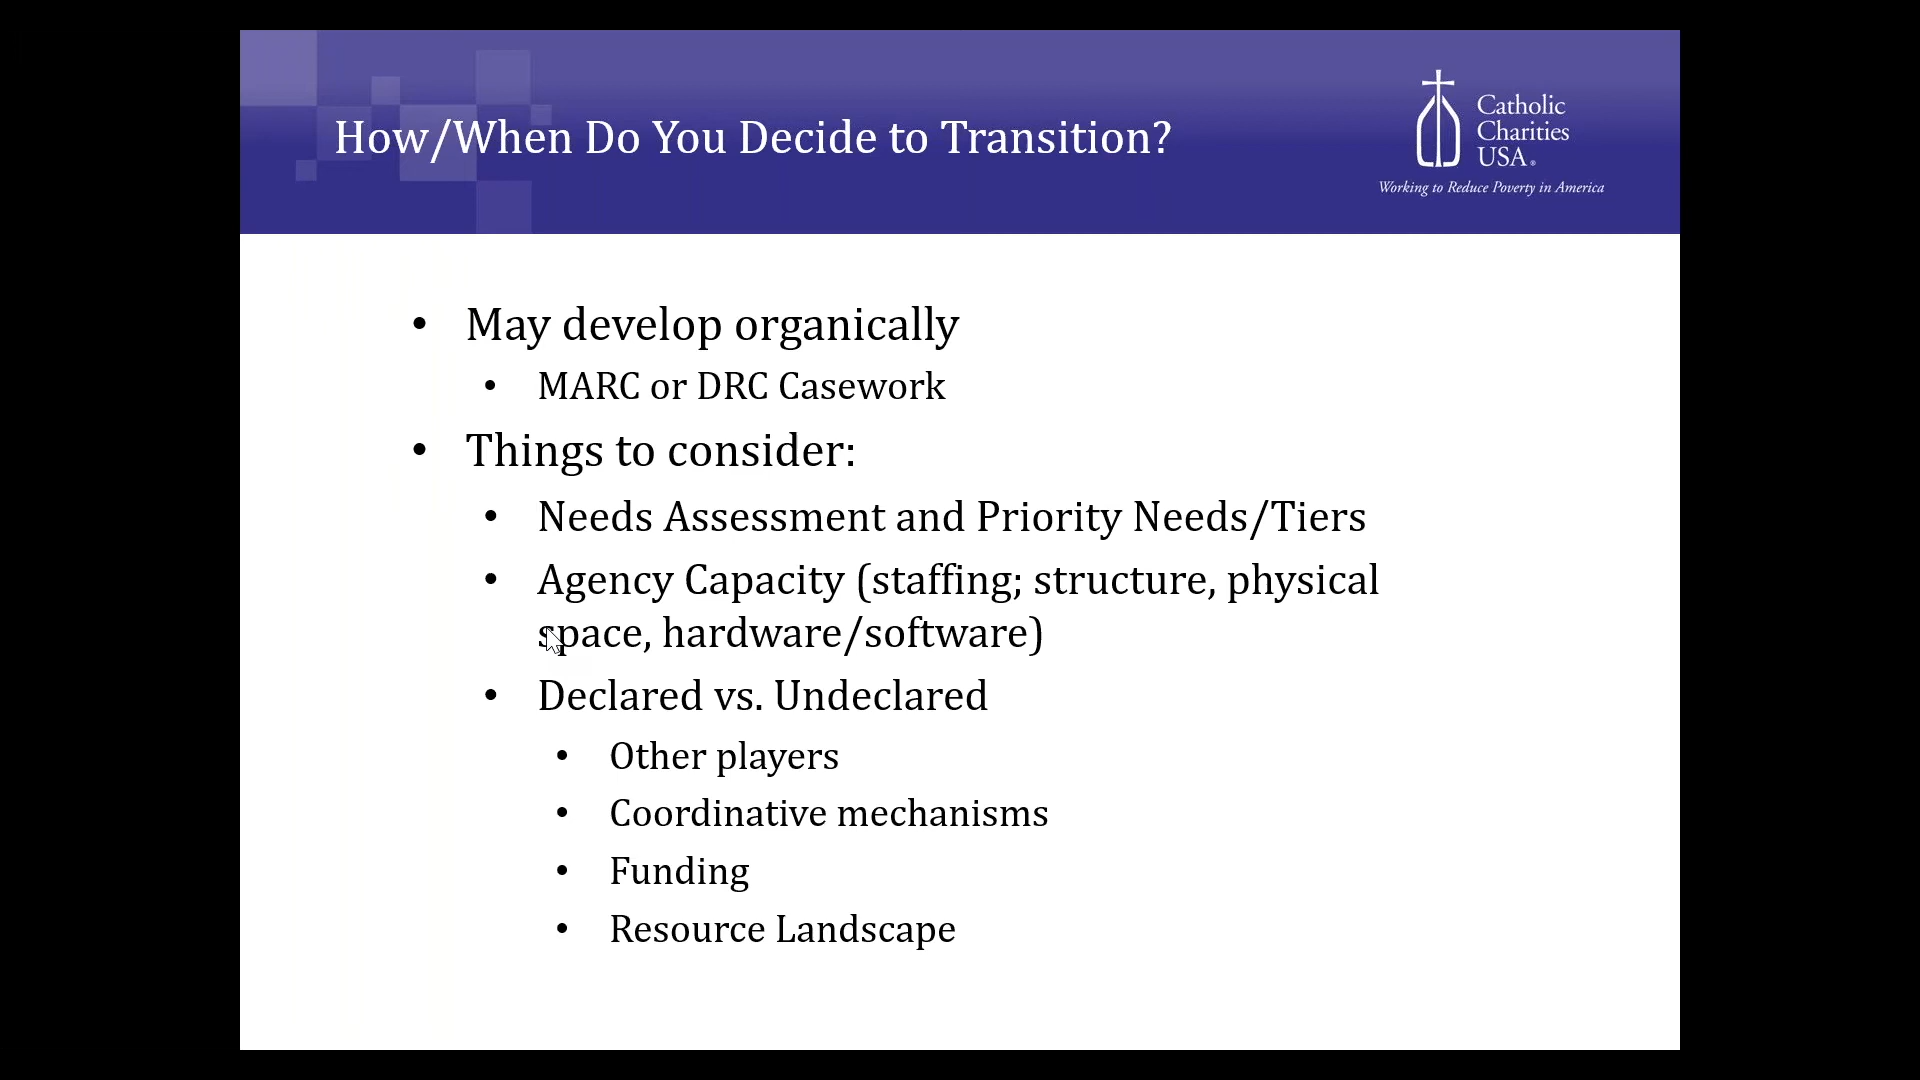 How/When Do You Decide to Transition?
Catholic
Charities
USA®
Working to Reduce Poverty in America
• May develop organically
• MARC or DRC Casework
• Things to consider:
• Needs Assessment and Priority Needs/Tiers
• Agency Capacity (staffing; structure, physical
space, hardware/software)
• Declared vs. Undeclared
• Other players
• Coordinative mechanisms
• Funding
• Resource Landscape